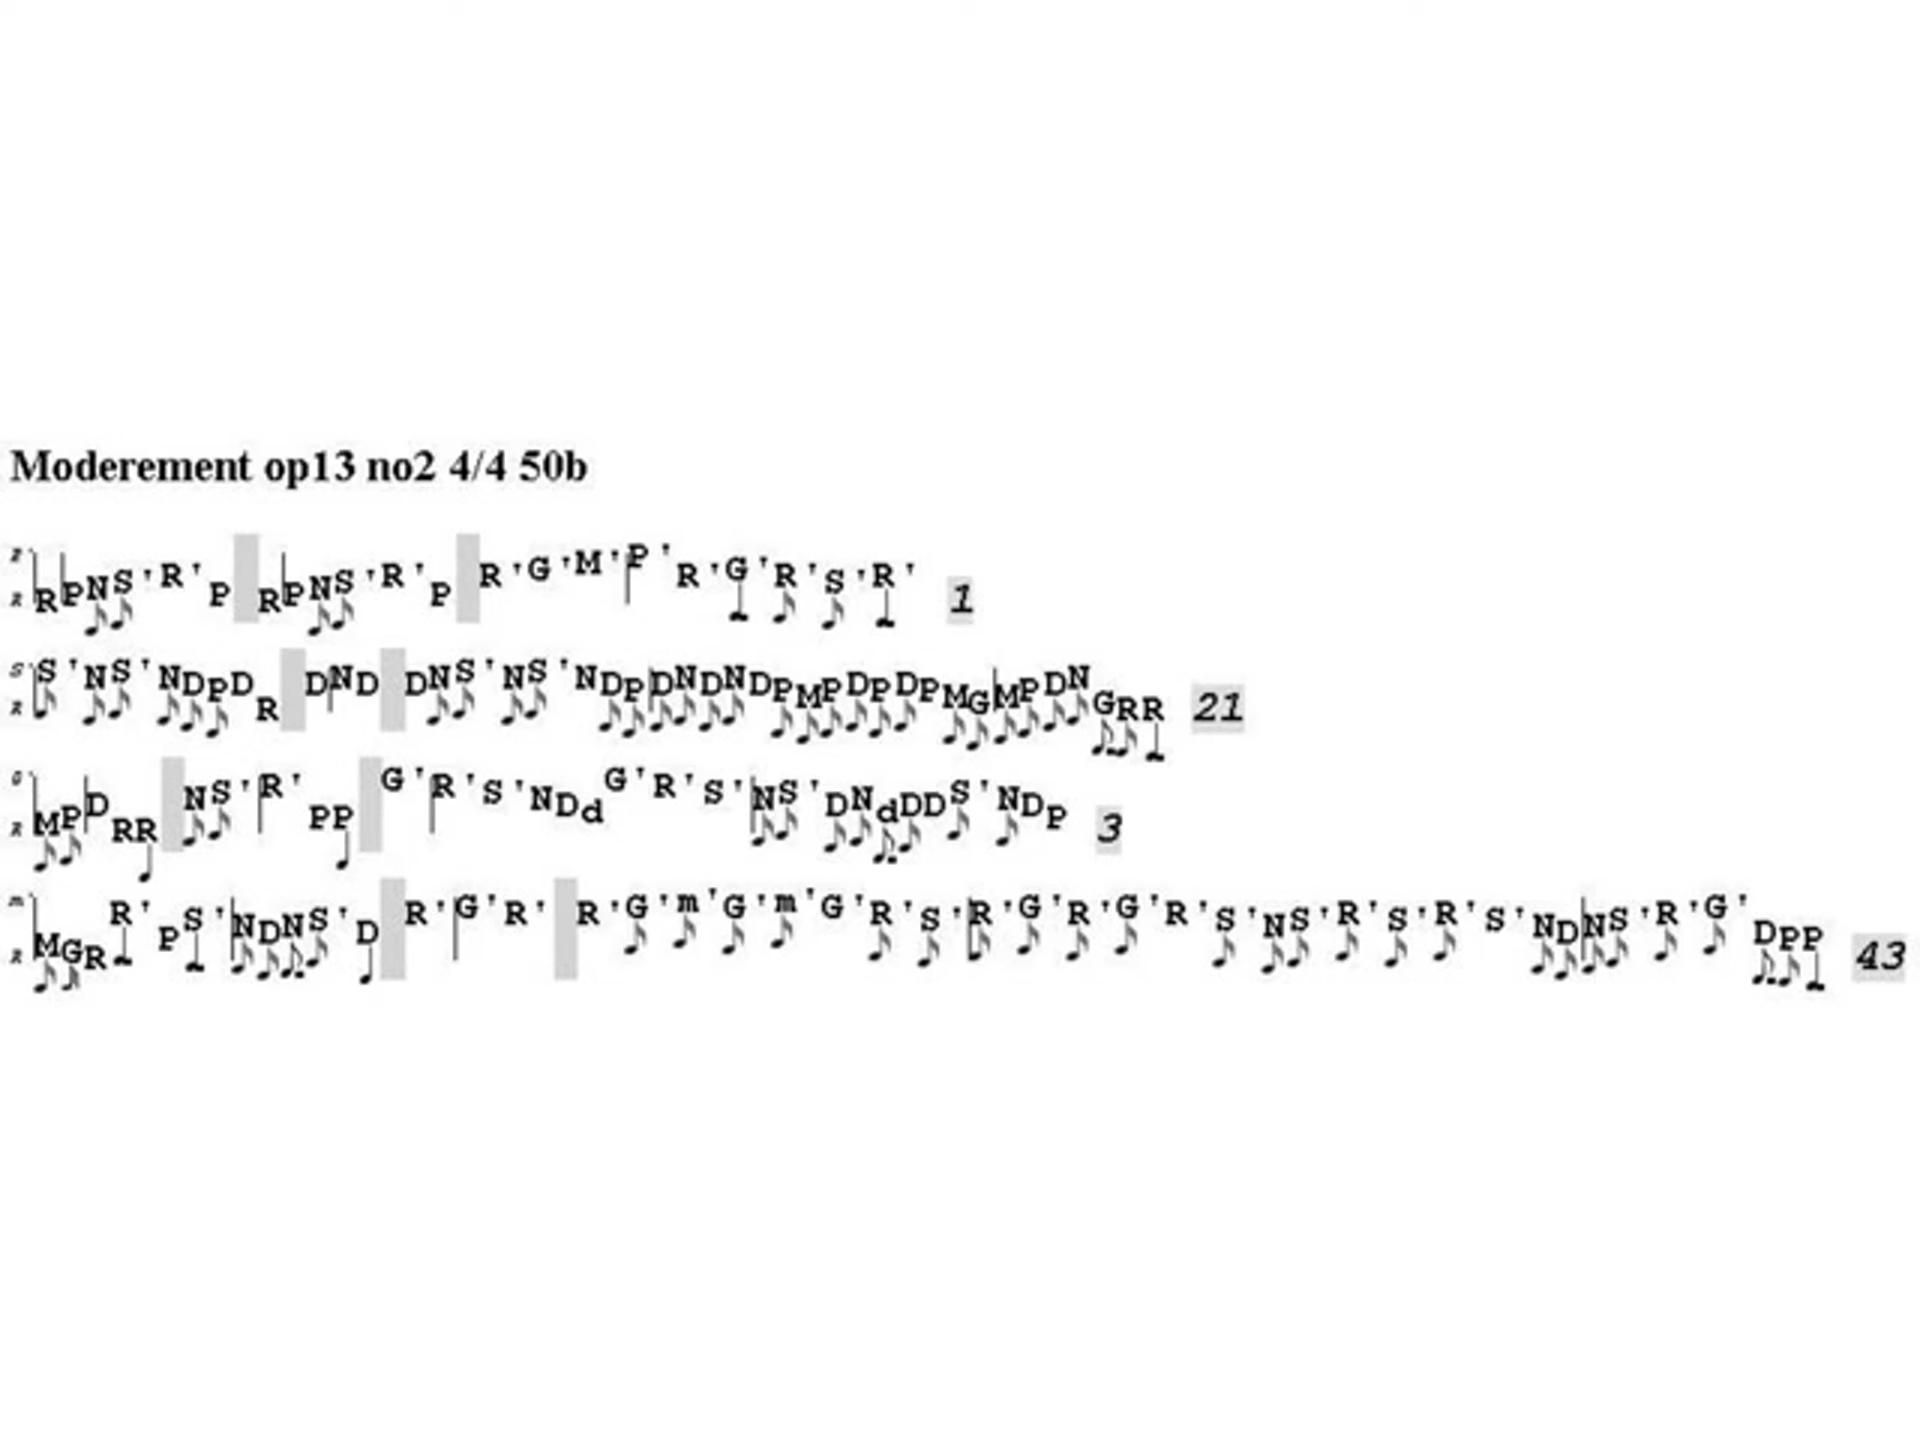 Moderement op13 no2 4/4 50b
RPNS'R'P RPNS'R'P R'G'M'P'R'G'R'S'R' 1
S'NS'NDPDR DND DNS'NS'NDPDNDNDPMPDPDPMGMPDNGRR 21
MPDRR NS'R'PP G'R'S'NDdG'R'S'NS'DNdDDS'NDP 3
MGRR'PS'NDNS'D R'G'R' R'G'm'G'm'G'R'S'R'G'R'G'R'S'NS'R'S'R'S'NDNS'R'G'DPP 43